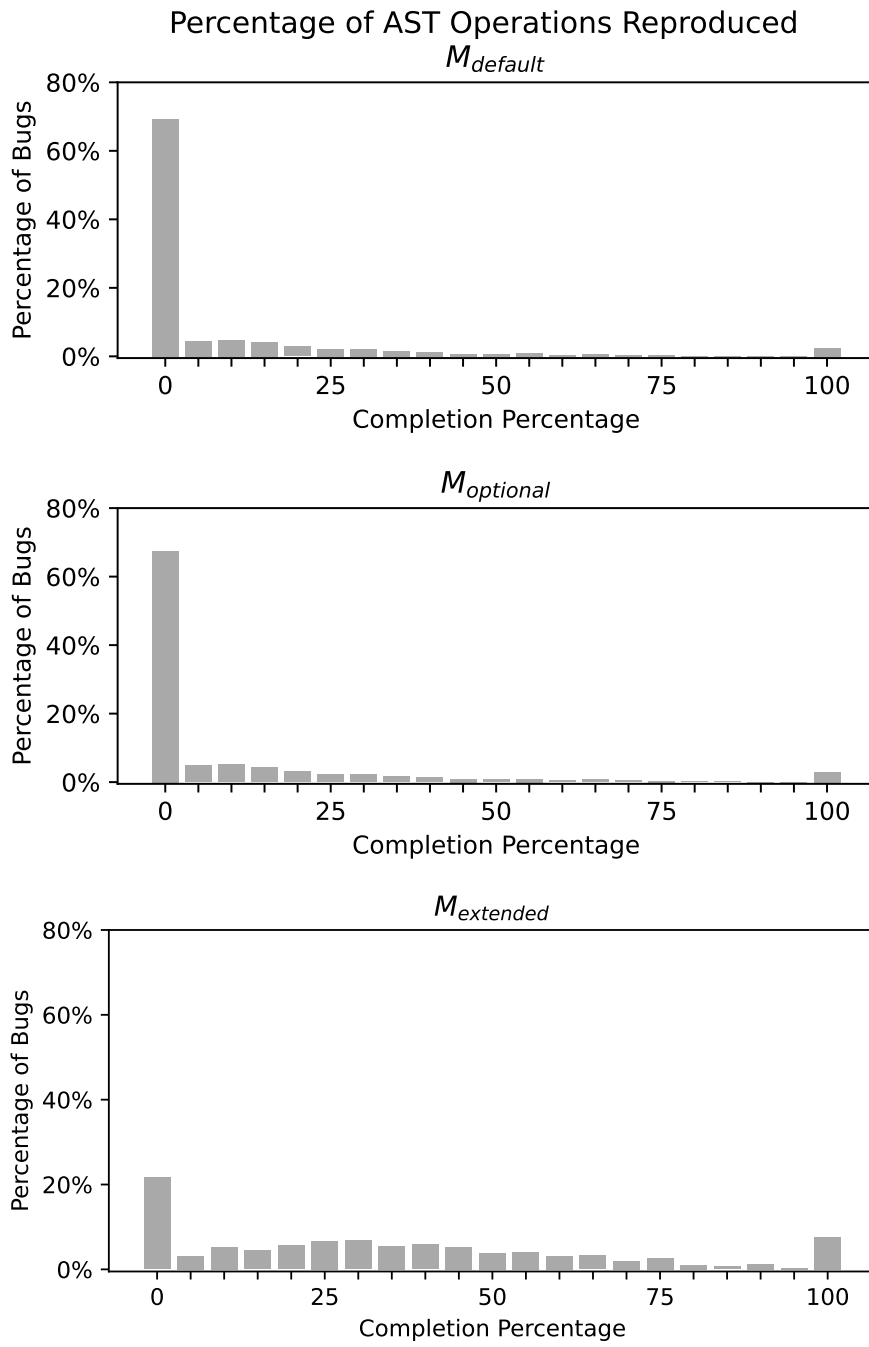 Percentage of AST Operations Reproduced
M_default
80%
60%
40%
20%
0%
Percentage of Bugs
0 25 50 75 100
Completion Percentage
M_optional
80%
60%
40%
20%
0%
Percentage of Bugs
0 25 50 75 100
Completion Percentage
M_extended
80%
60%
40%
20%
0%
Percentage of Bugs
0 25 50 75 100
Completion Percentage